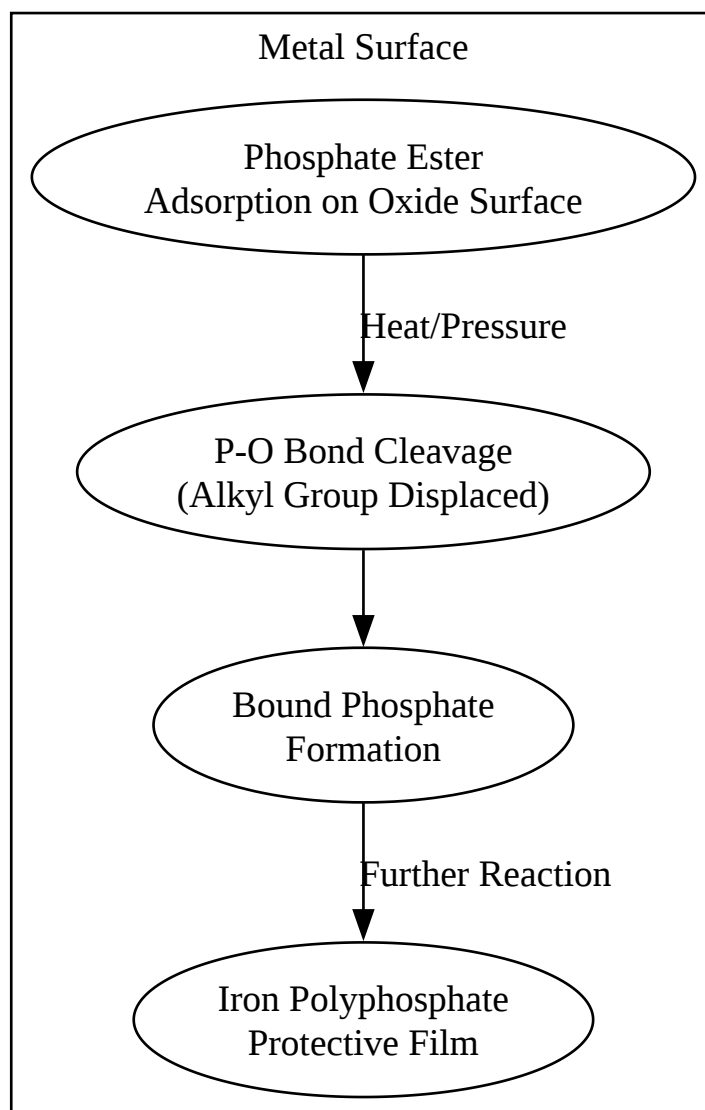 Metal Surface
Phosphate Ester
Adsorption on Oxide Surface
Heat/Pressure
P-O Bond Cleavage
(Alkyl Group Displaced)
Bound Phosphate
Formation
Further Reaction
Iron Polyphosphate
Protective Film